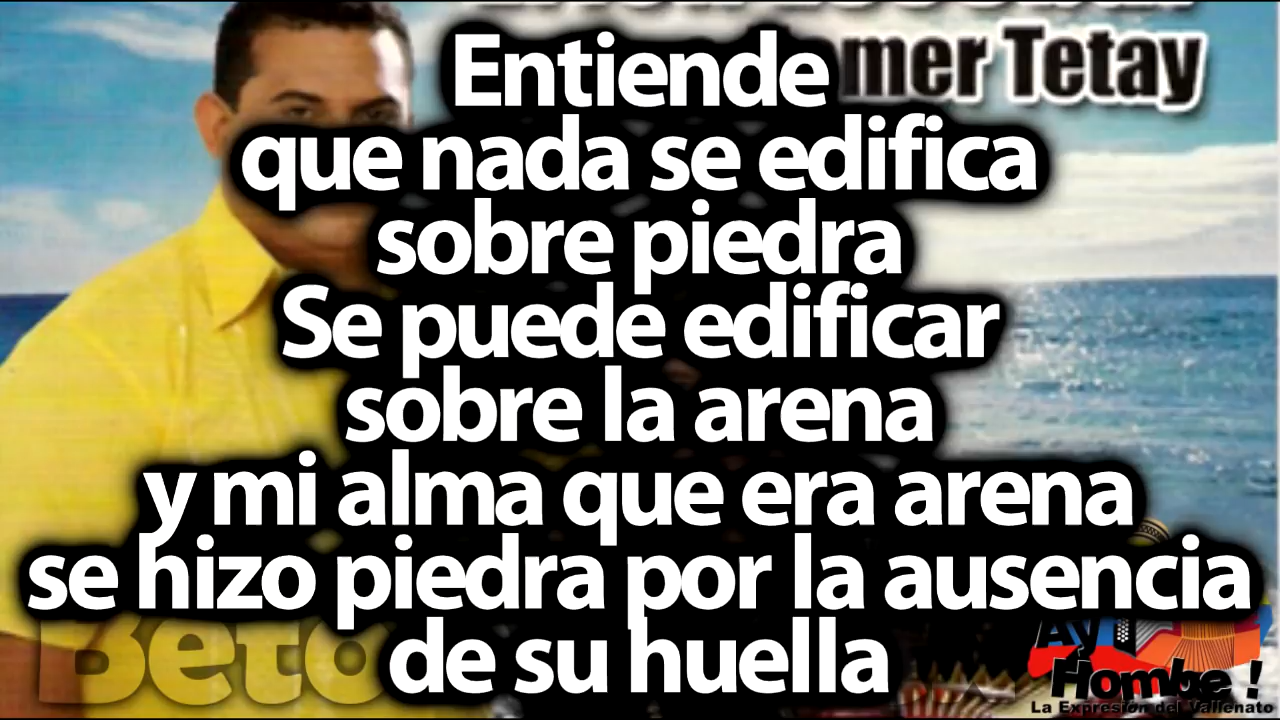 Entiende
mer Tetay
que nada se edifica
sobre piedra
Se puede edificar
sobre la arena
y mi alma que era arena
se hizo piedra por la ausencia
de su huella
Beto
Ay
Hombe !
La Expresión del Vallenato